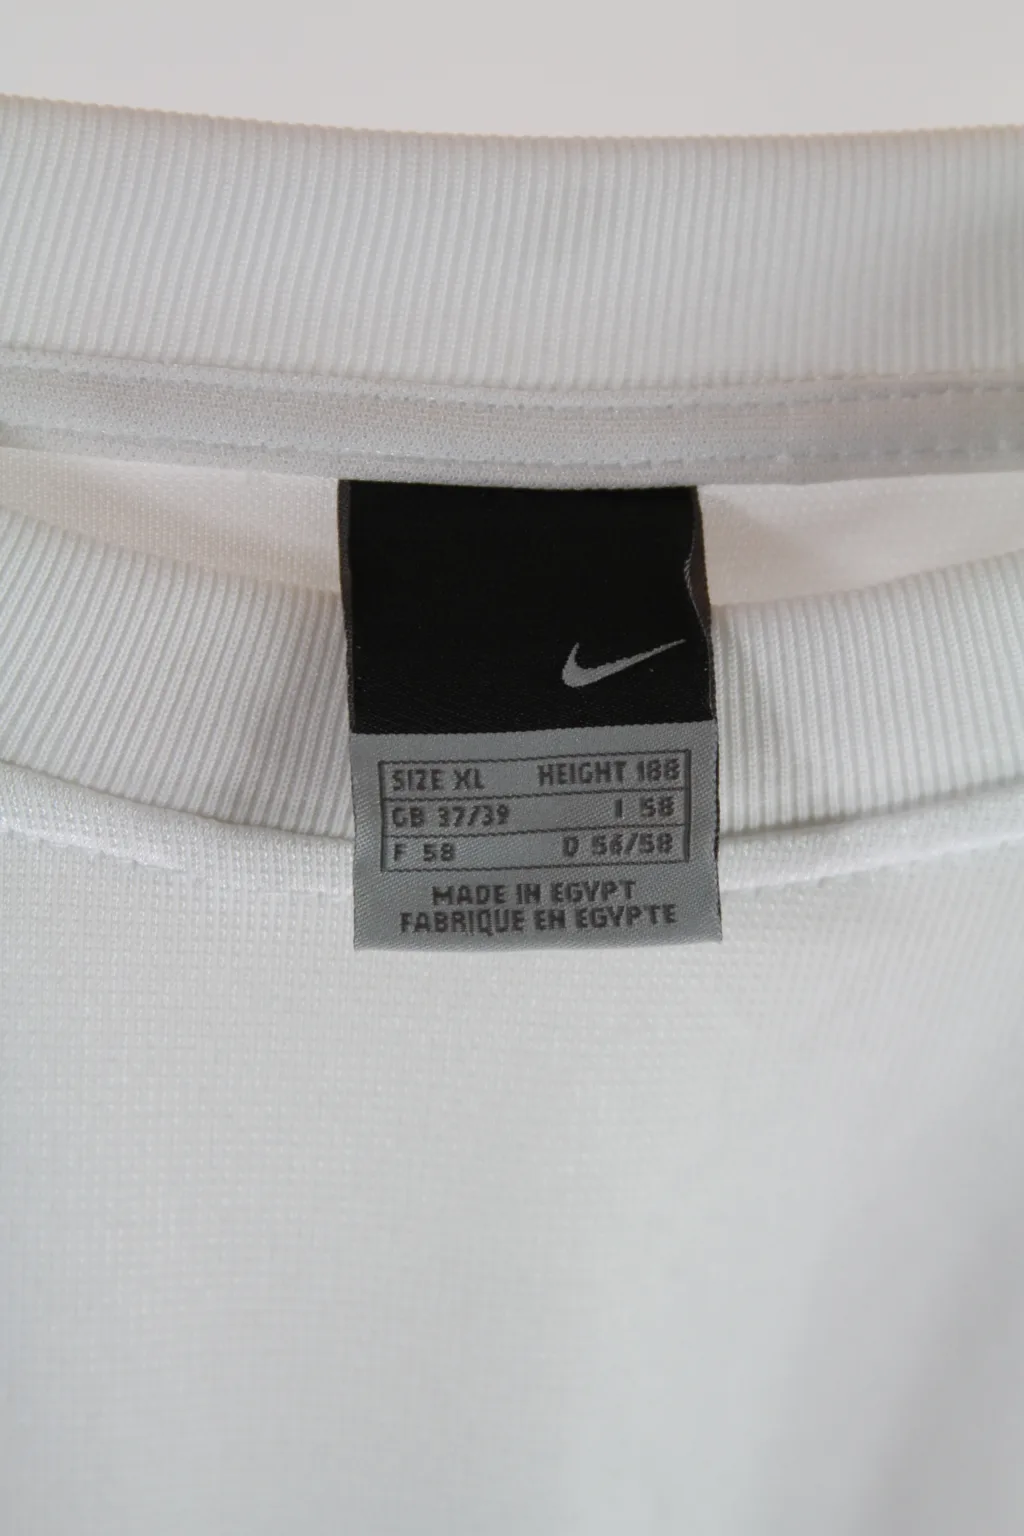 SIZE XL HEIGHT 188
GB 37/39 I 58
F 58 D 56/58
MADE IN EGYPT
FABRIQUE EN EGYPTE